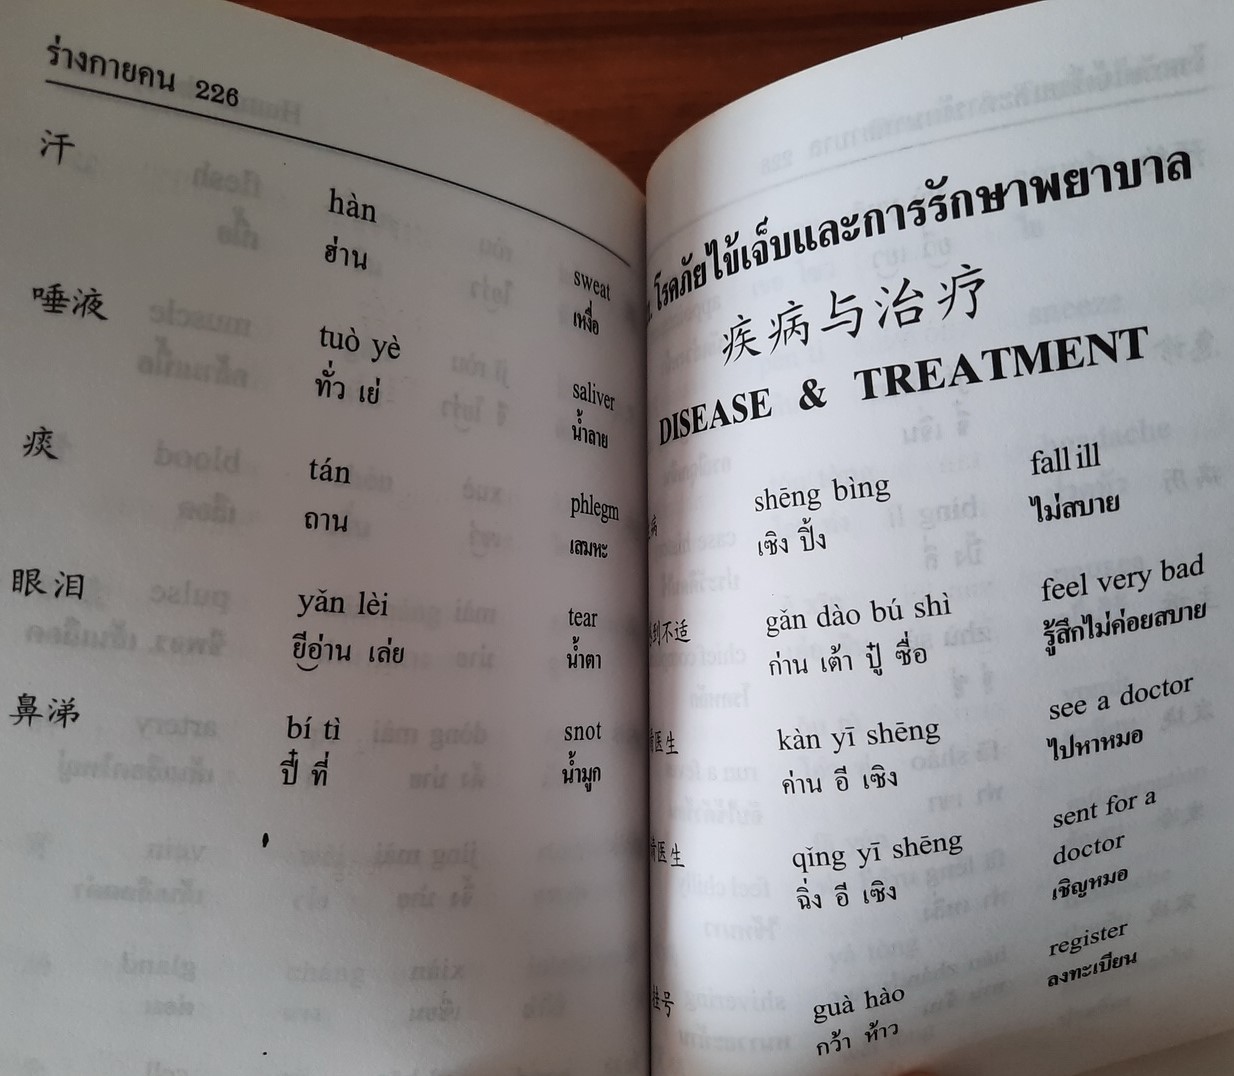 ร่างกายคน 226
汗
hàn
ฮ่าน
sweat
เหงื่อ
唾液
tuò yè
ทั่ว เย่
saliver
น้ำลาย
痰
tán
ถาน
phlegm
เสมหะ
眼泪
yǎn lèi
ยีอ่าน เล่ย
tear
น้ำตา
鼻涕
bí tì
ปี๋ ที่
snot
น้ำมูก
โรคภัยไข้เจ็บและการรักษาพยาบาล
疾病与治疗
DISEASE & TREATMENT
病
shēng bìng
เซิง ปิ้ง
fall ill
ไม่สบาย
到不适
gǎn dào bú shì
ก่าน เต้า ปู๋ ซื่อ
feel very bad
รู้สึกไม่ค่อยสบาย
医生
kàn yī shēng
ค่าน อี เซิง
see a doctor
ไปหาหมอ
医生
qǐng yī shēng
ฉิ่ง อี เซิง
sent for a
doctor
เชิญหมอ
号
guà hào
กว้า ห้าว
register
ลงทะเบียน